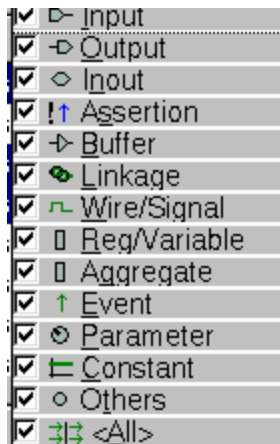 Input
Output
Inout
Assertion
Buffer
Linkage
Wire/Signal
Reg/Variable
Aggregate
Event
Parameter
Constant
Others
<All>